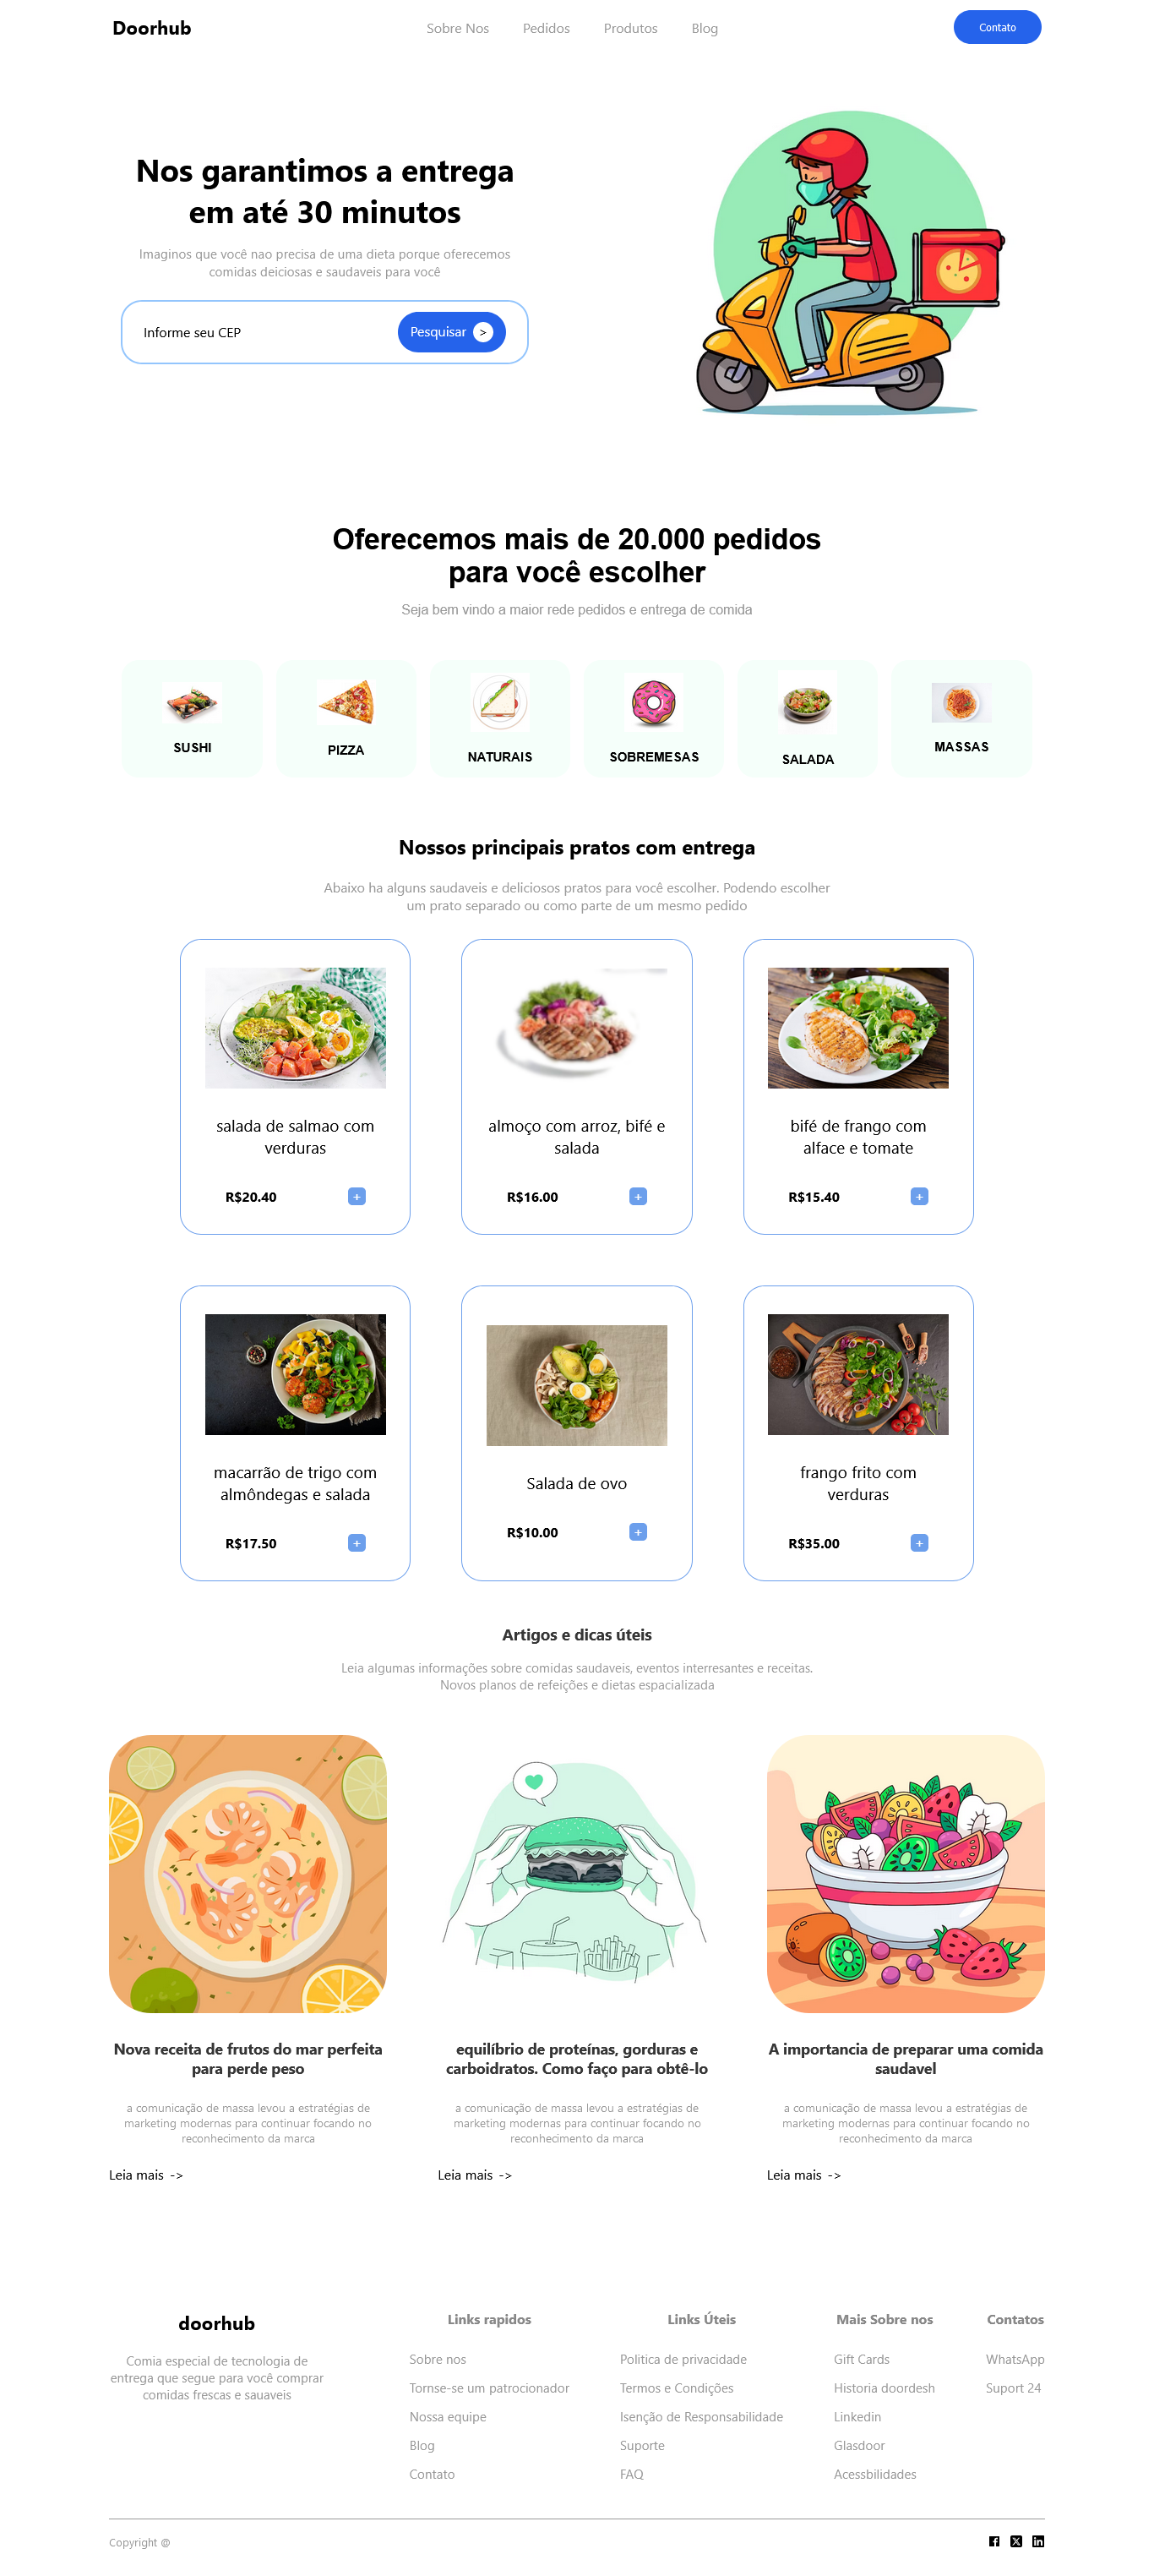 Doorhub
Sobre Nos
Pedidos
Produtos
Blog
Contato
Nos garantimos a entrega
em até 30 minutos
Imaginos que você nao precisa de uma dieta porque oferecemos
comidas deiciosas e saudaveis para você
Informe seu CEP
Pesquisar >
Oferecemos mais de 20.000 pedidos
para você escolher
Seja bem vindo a maior rede pedidos e entrega de comida
SUSHI
PIZZA
NATURAIS
SOBREMESAS
SALADA
MASSAS
Nossos principais pratos com entrega
Abaixo ha alguns saudaveis e deliciosos pratos para você escolher. Podendo escolher
um prato separado ou como parte de um mesmo pedido
salada de salmao com
verduras
R$20.40 +
almoço com arroz, bifé e
salada
R$16.00 +
bifé de frango com
alface e tomate
R$15.40 +
macarrão de trigo com
almôndegas e salada
R$17.50 +
Salada de ovo
R$10.00 +
frango frito com
verduras
R$35.00 +
Artigos e dicas úteis
Leia algumas informações sobre comidas saudaveis, eventos interresantes e receitas.
Novos planos de refeições e dietas espacializada
Nova receita de frutos do mar perfeita
para perde peso
a comunicação de massa levou a estratégias de
marketing modernas para continuar focando no
reconhecimento da marca
Leia mais ->
equilíbrio de proteínas, gorduras e
carboidratos. Como faço para obtê-lo
a comunicação de massa levou a estratégias de
marketing modernas para continuar focando no
reconhecimento da marca
Leia mais ->
A importancia de preparar uma comida
saudavel
a comunicação de massa levou a estratégias de
marketing modernas para continuar focando no
reconhecimento da marca
Leia mais ->
doorhub
Comia especial de tecnologia de
entrega que segue para você comprar
comidas frescas e sauaveis
Links rapidos
Sobre nos
Tornse-se um patrocionador
Nossa equipe
Blog
Contato
Links Úteis
Politica de privacidade
Termos e Condições
Isenção de Responsabilidade
Suporte
FAQ
Mais Sobre nos
Gift Cards
Historia doordesh
Linkedin
Glasdoor
Acessbilidades
Contatos
WhatsApp
Suport 24
Copyright @